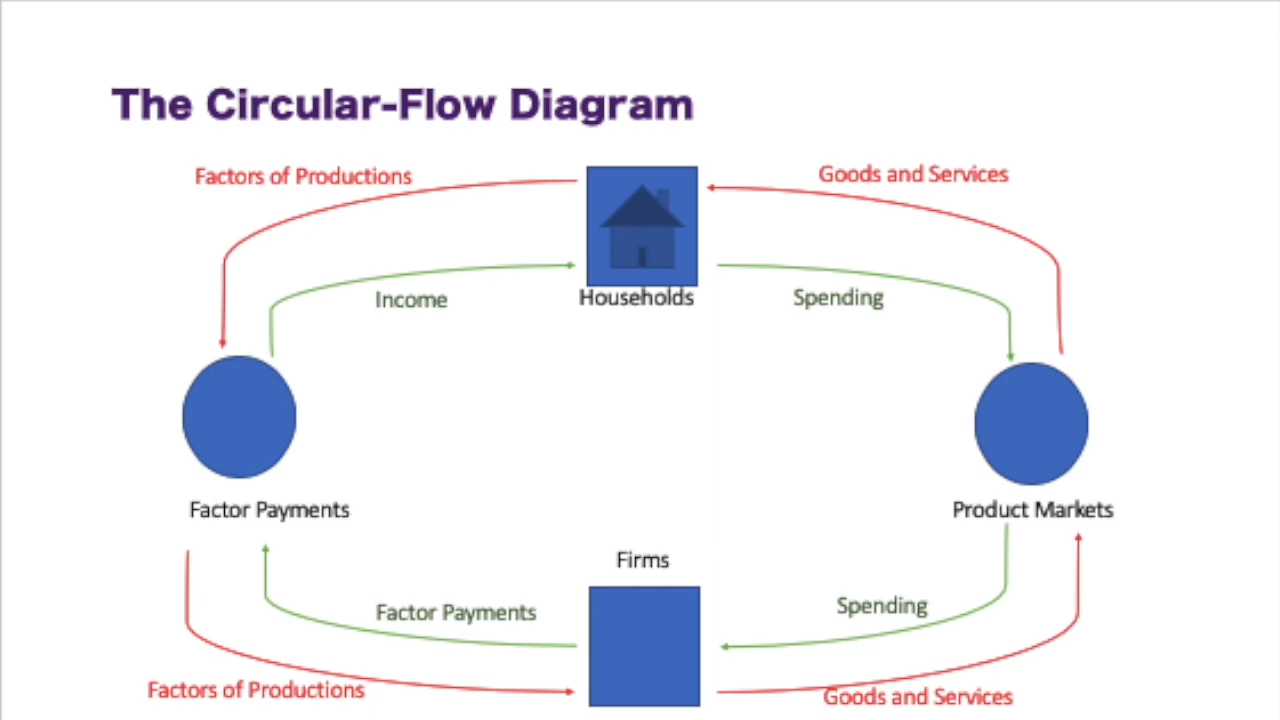 The Circular-Flow Diagram
Factors of Productions
Goods and Services
Income
Households
Spending
Factor Payments
Product Markets
Firms
Factor Payments
Spending
Factors of Productions
Goods and Services